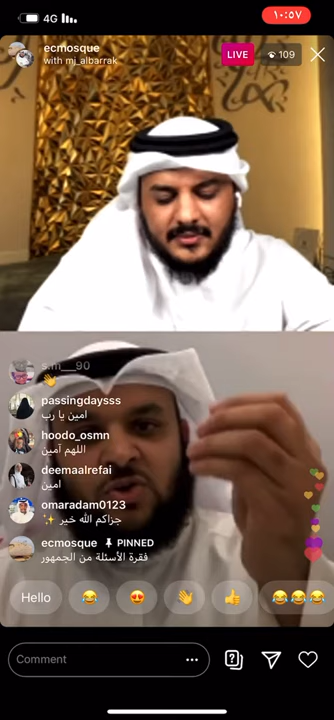 4G
١٠:٥٧
ecmosque
with mj_albarrak
LIVE
109
s.m__90
👋
passingdaysss
امين يا رب
hoodo_osmn
اللهم آمين
deemaalrefai
امين
omaradam0123
جزاكم الله خير ✨
ecmosque PINNED
فقرة الأسئلة من الجمهور
Hello 😂 😍 👋 👍 😂😂😂
Comment